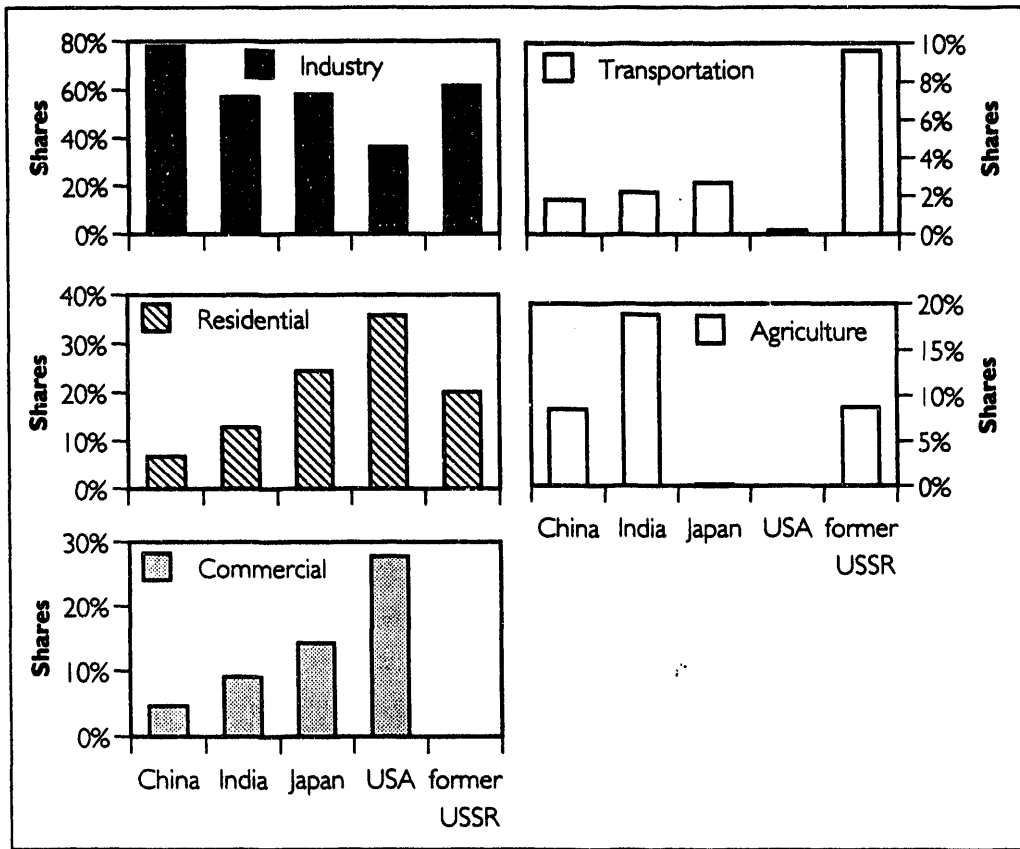 Industry
Shares
80%
60%
40%
20%
0%
Transportation
Shares
10%
8%
6%
4%
2%
0%
Residential
Shares
40%
30%
20%
10%
0%
Agriculture
Shares
20%
15%
10%
5%
0%
China India Japan USA former
USSR
Commercial
Shares
30%
20%
10%
0%
China India Japan USA former
USSR